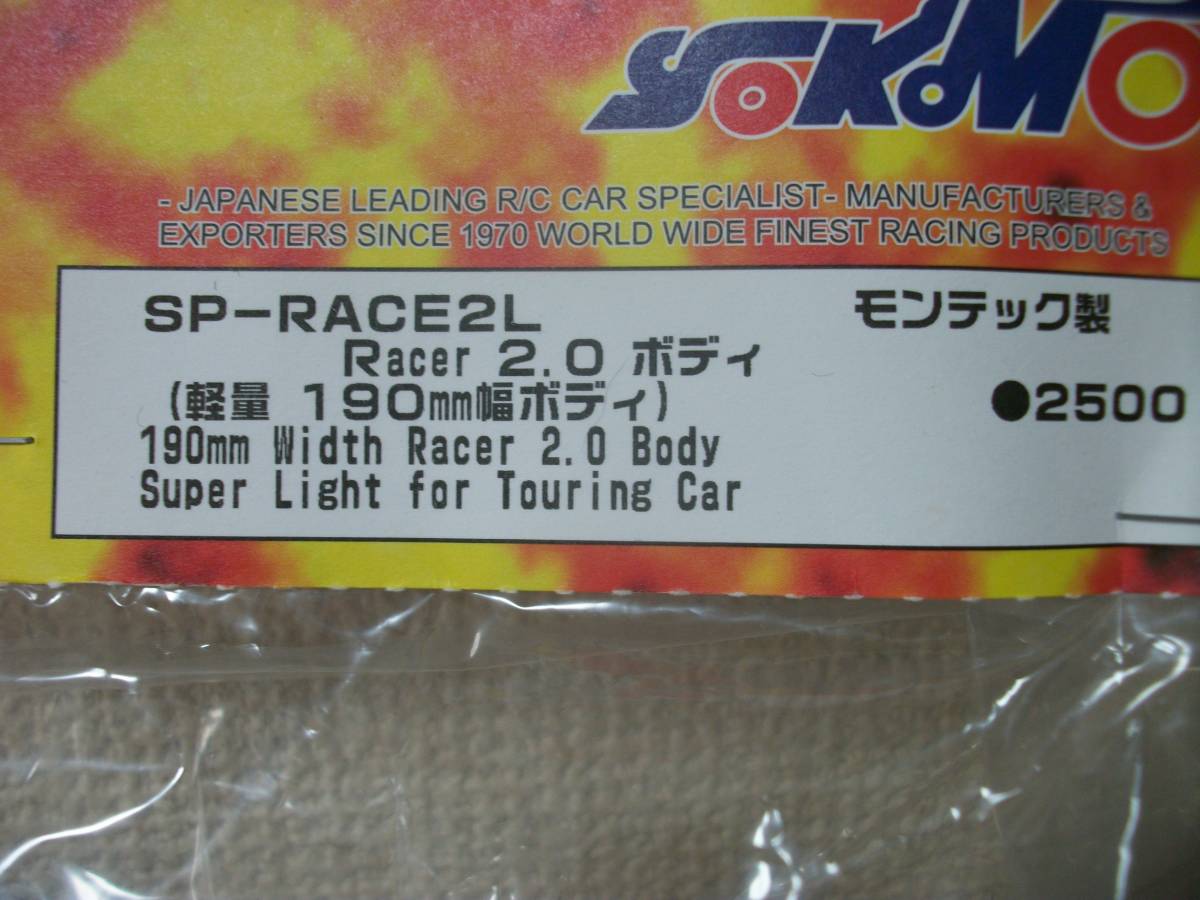 SOKOMO
- JAPANESE LEADING R/C CAR SPECIALIST- MANUFACTURERS &
EXPORTERS SINCE 1970 WORLD WIDE FINEST RACING PRODUCTS
SP-RACE2L モンテック製
Racer 2.0 ボディ
(軽量 190mm幅ボディ) ●2500
190mm Width Racer 2.0 Body
Super Light for Touring Car